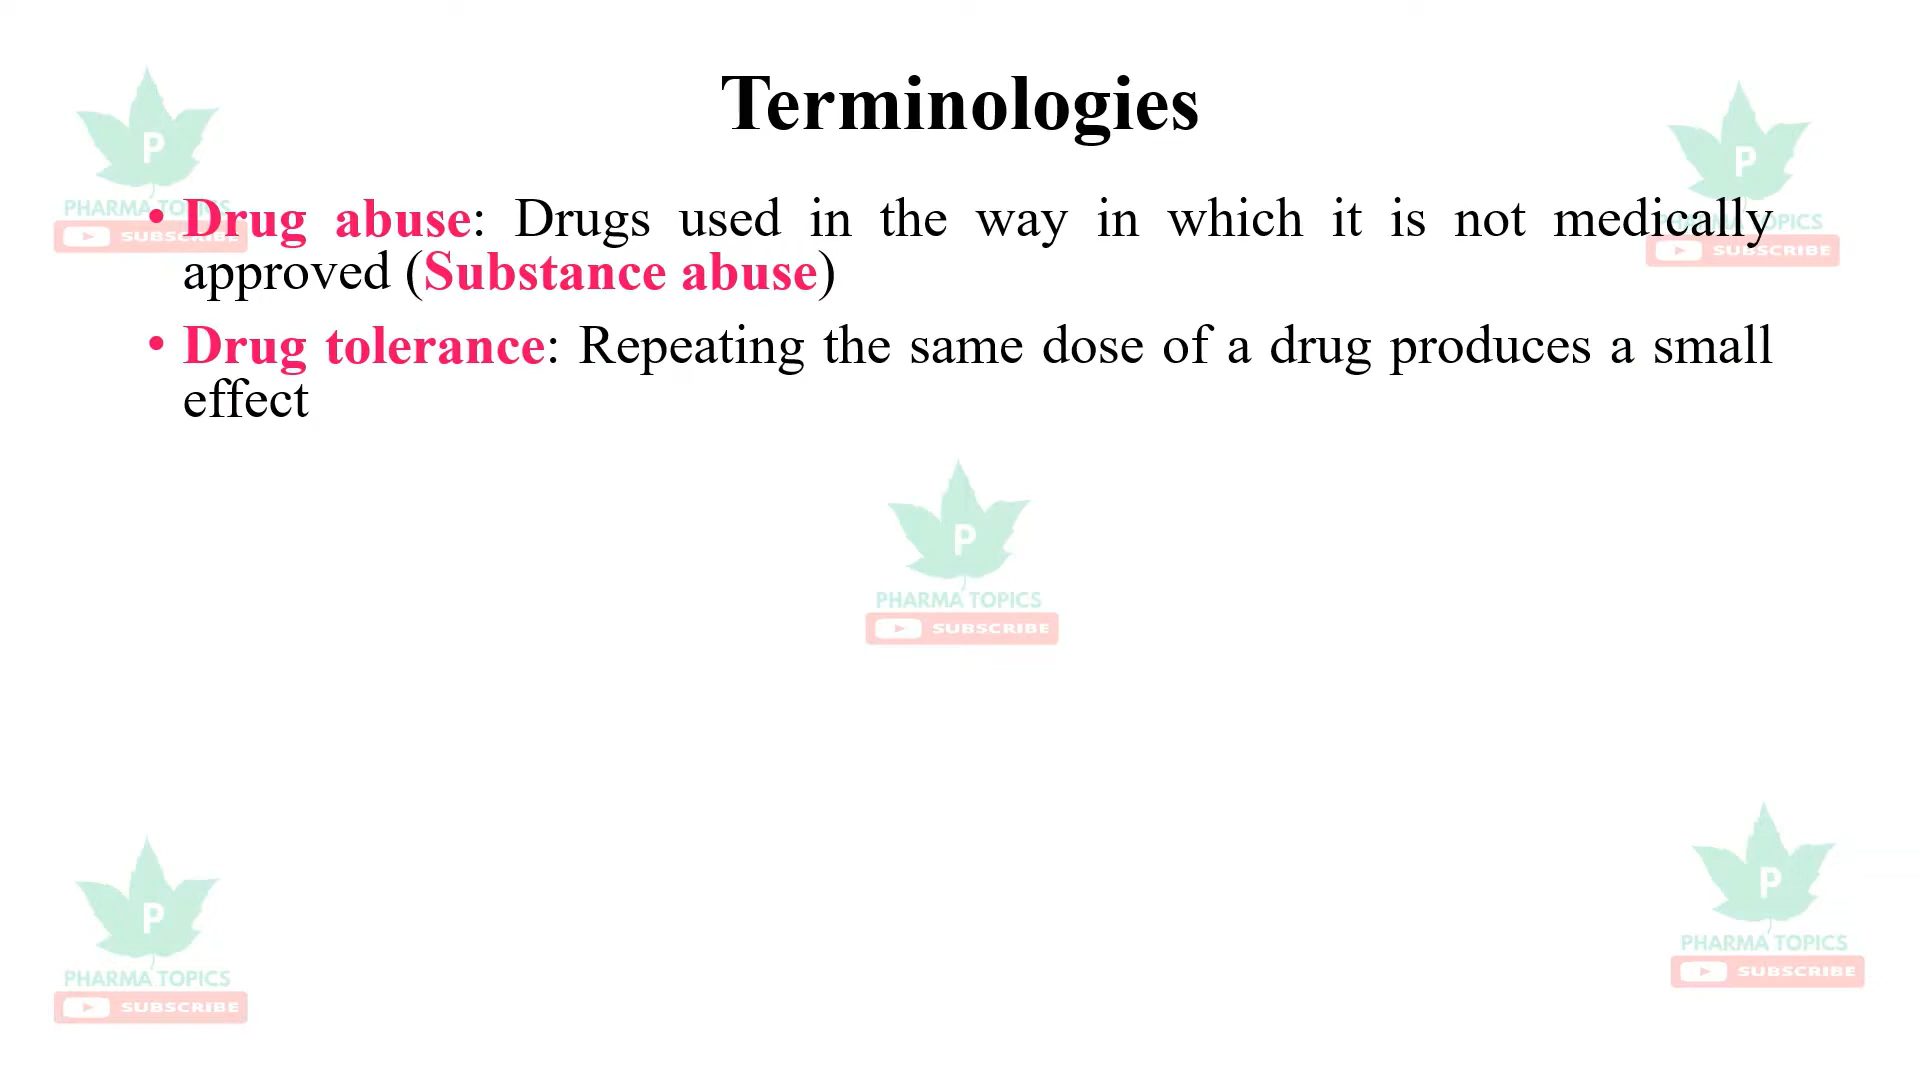 Terminologies
P
P
PHARMA TOPICS
SUBSCRIBE
PHARMA TOPICS
SUBSCRIBE
• Drug abuse: Drugs used in the way in which it is not medically
approved (Substance abuse)
• Drug tolerance: Repeating the same dose of a drug produces a small
effect
P
PHARMA TOPICS
SUBSCRIBE
P
PHARMA TOPICS
SUBSCRIBE
P
PHARMA TOPICS
SUBSCRIBE